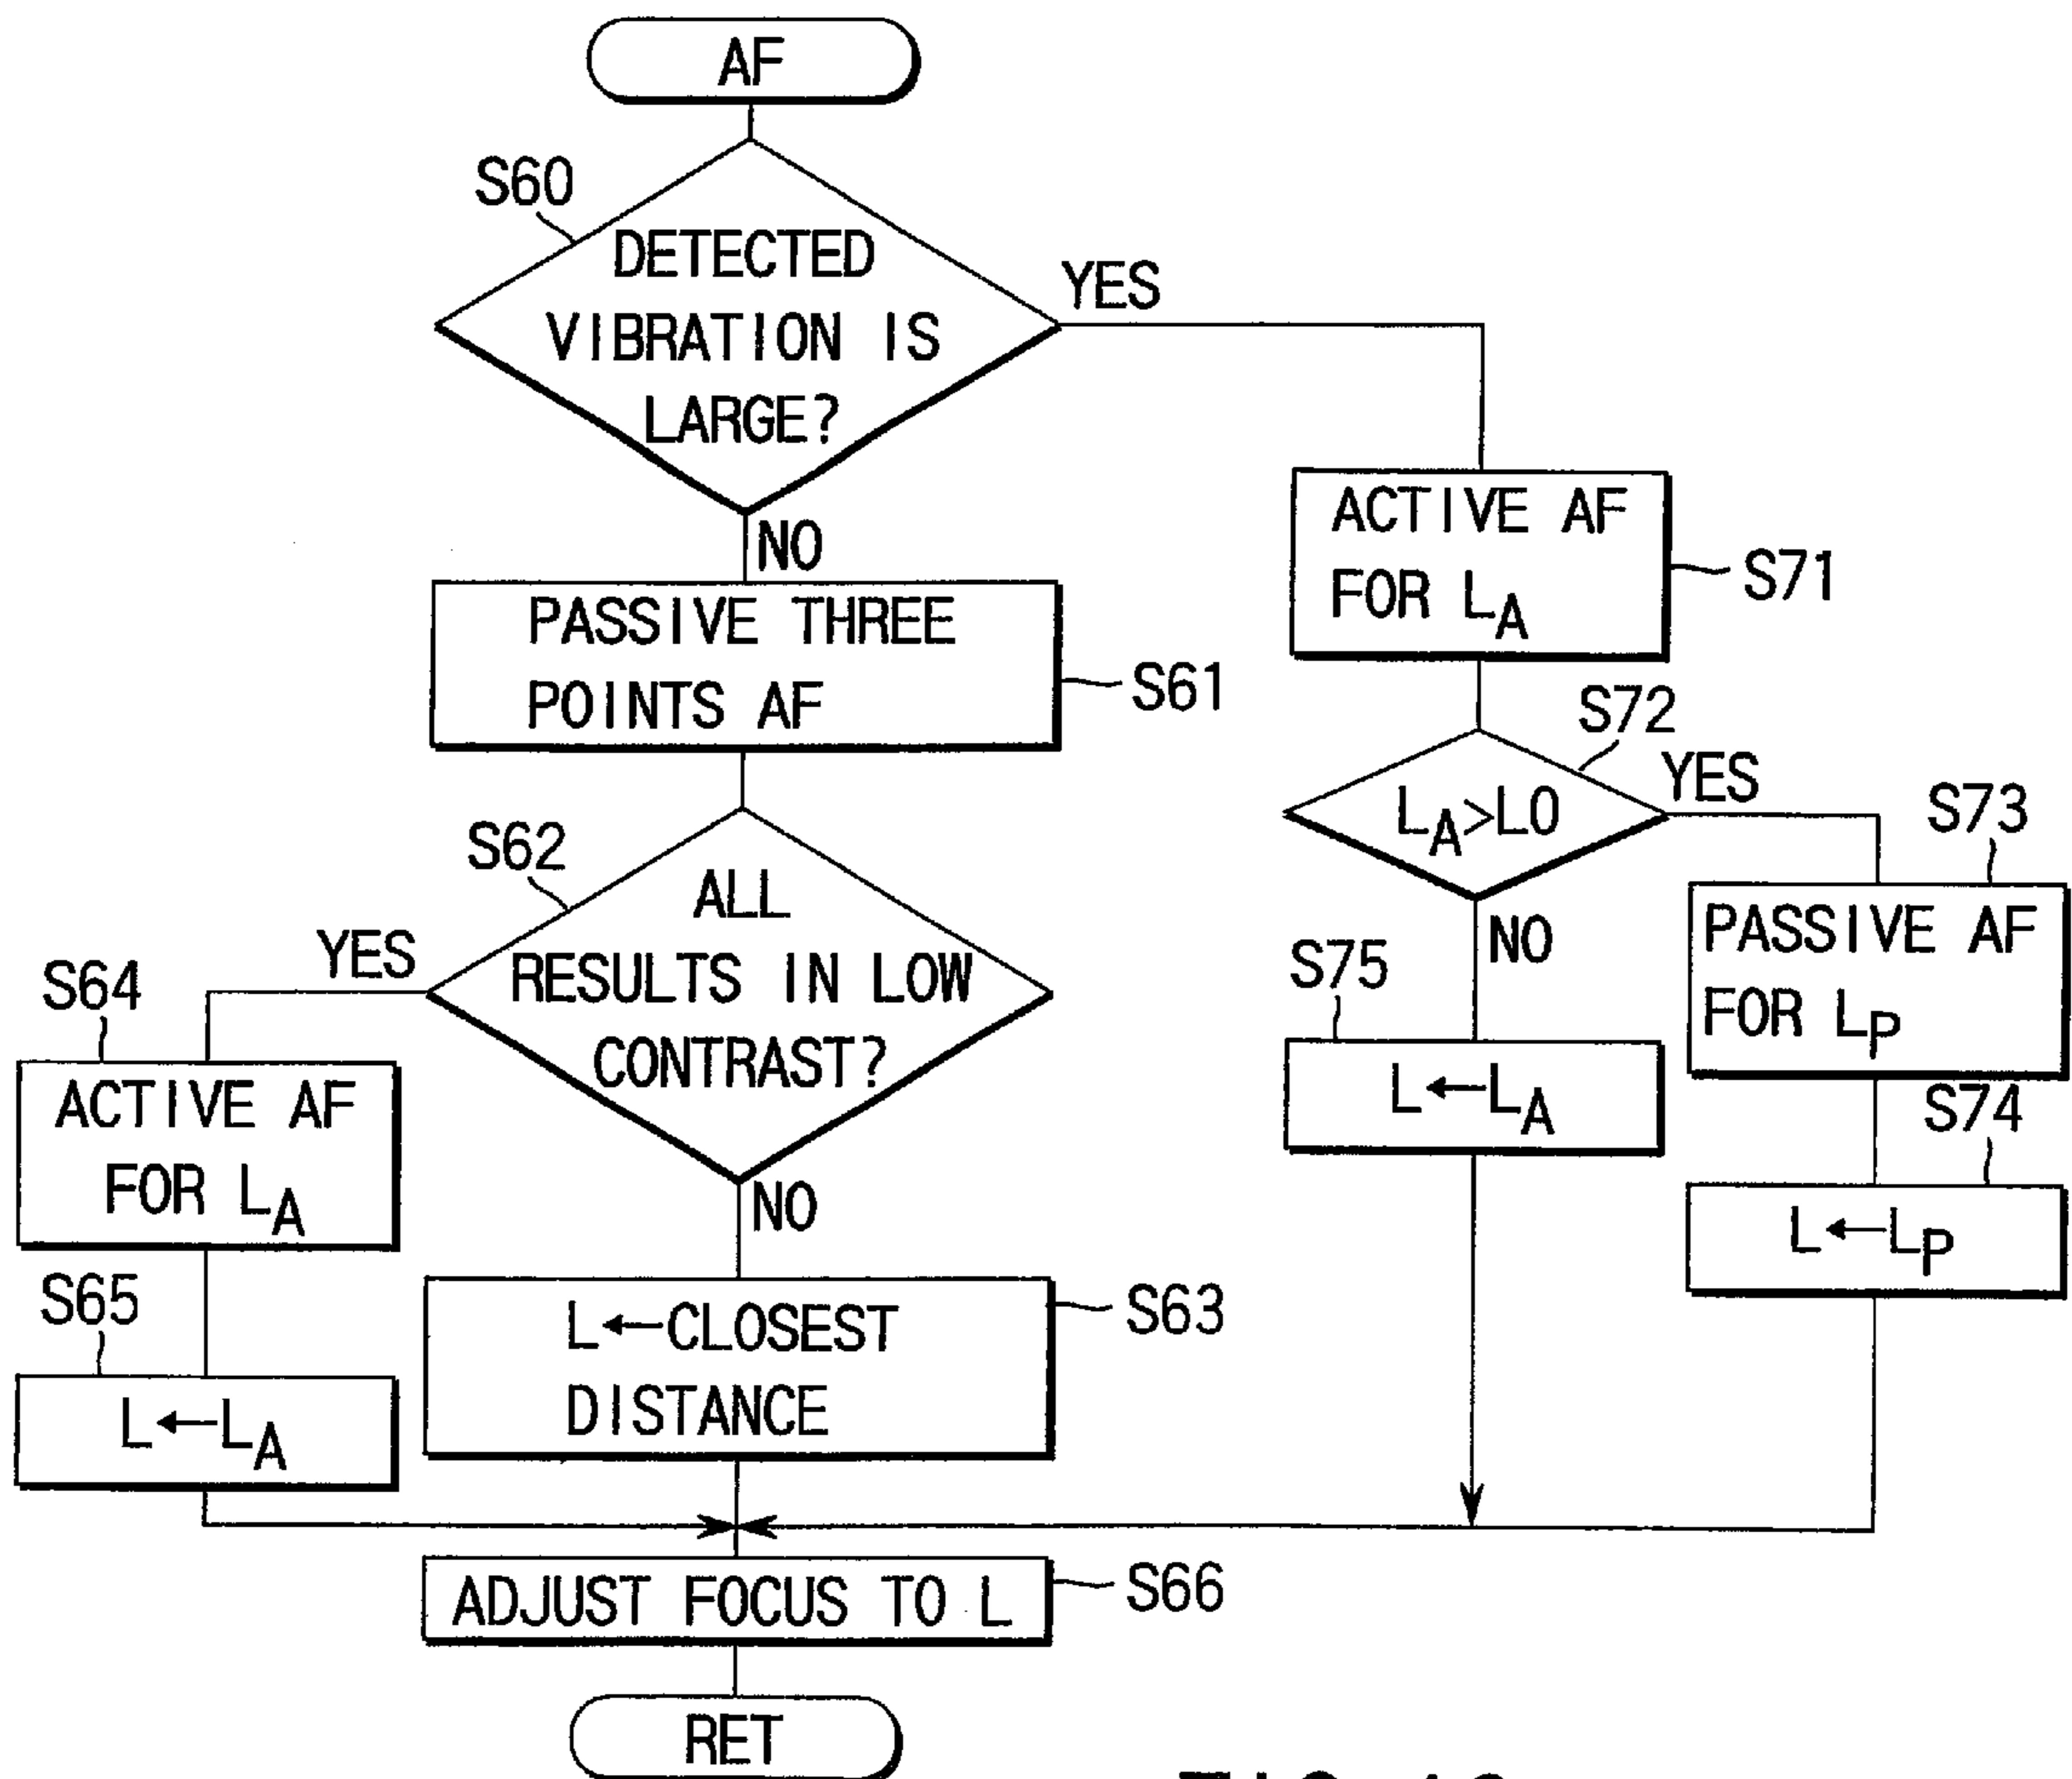 AF
S60
DETECTED
VIBRATION IS
LARGE?
YES
NO
PASSIVE THREE
POINTS AF
S61
ACTIVE AF
FOR LA
S71
S72
LA>L0
YES
NO
S73
PASSIVE AF
FOR LP
S74
L←LP
S75
L←LA
S62
ALL
RESULTS IN LOW
CONTRAST?
YES
NO
S64
ACTIVE AF
FOR LA
S65
L←LA
L←CLOSEST
DISTANCE
S63
ADJUST FOCUS TO L
S66
RET